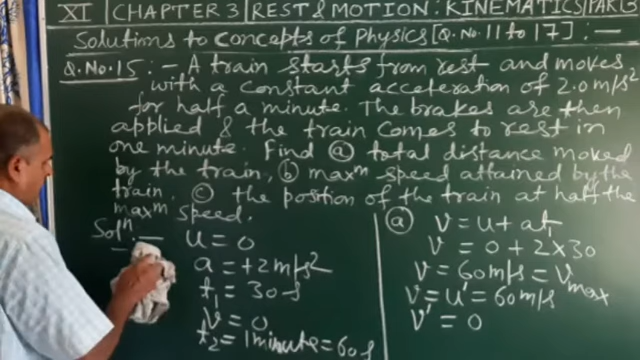 XI | CHAPTER 3 | REST & MOTION : KINEMATICS | PART 3
Solutions to Concepts of Physics [Q. No. 11 to 17] : —
Q. No. 15 : - A train starts from rest and moves
with a constant acceleration of 2.0 m/s²
for half a minute. The brakes are then
applied & the train comes to rest in
one minute. Find ⓐ total distance moved
by the train, ⓑ maxᵐ speed attained by the
train. ⓒ the position of the train at half the
maxᵐ speed.
Solⁿ
u = 0
a = +2 m/s²
t₁ = 30 s
v = 0
t₂ = 1 minute = 60 s
ⓐ v = u + at₁
v = 0 + 2 × 30
v = 60 m/s = Vmax
v = u' = 60 m/s
v' = 0